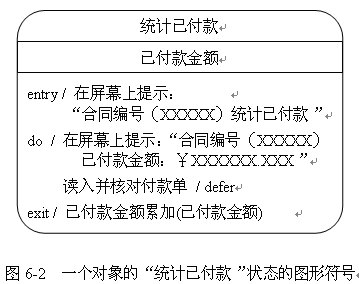 统计已付款
已付款金额
entry / 在屏幕上提示：
“合同编号（XXXXX）统计已付款 ”
do / 在屏幕上提示：“合同编号（XXXXX）
已付款金额：￥XXXXXX.XXX ”
读入并核对付款单 / defer
exit / 已付款金额累加(已付款金额)
图 6-2 一个对象的 “统计已付款 ”状态的图形符号